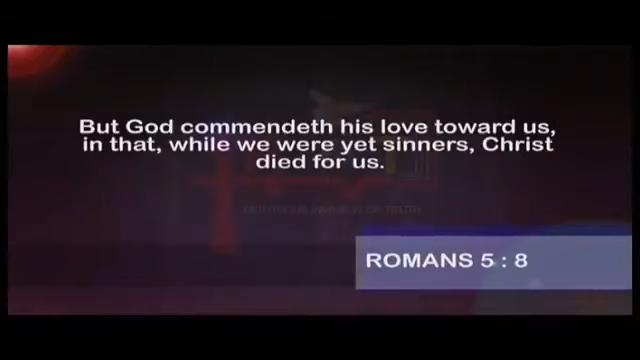 But God commendeth his love toward us,
in that, while we were yet sinners, Christ
died for us.
ROMANS 5 : 8